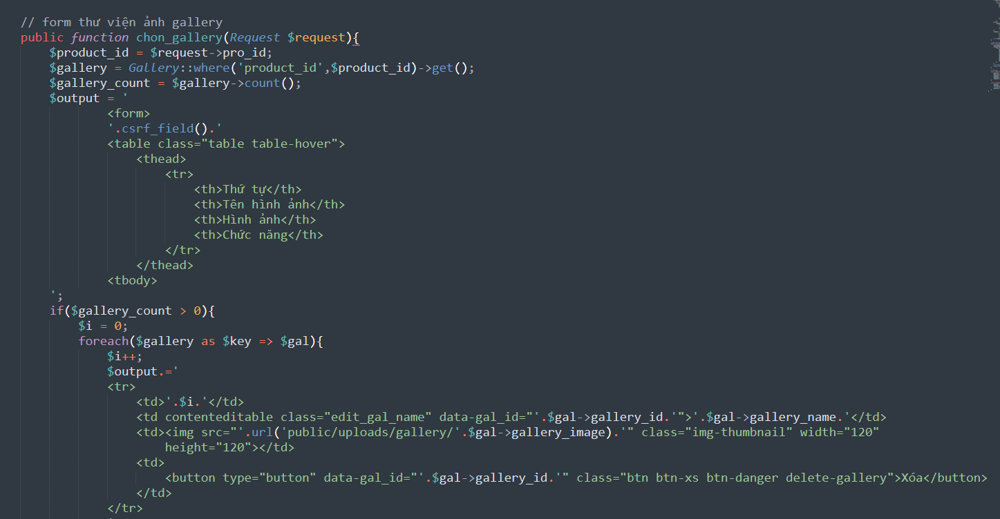 // form thư viện ảnh gallery
public function chon_gallery(Request $request){
$product_id = $request->pro_id;
$gallery = Gallery::where('product_id',$product_id)->get();
$gallery_count = $gallery->count();
$output = '
<form>
'.csrf_field().'
<table class="table table-hover">
<thead>
<tr>
<th>Thứ tự</th>
<th>Tên hình ảnh</th>
<th>Hình ảnh</th>
<th>Chức năng</th>
</tr>
</thead>
<tbody>
';
if($gallery_count > 0){
$i = 0;
foreach($gallery as $key => $gal){
$i++;
$output.='
<tr>
<td>'.$i.'</td>
<td contenteditable class="edit_gal_name" data-gal_id="'.$gal->gallery_id.'">'.$gal->gallery_name.'</td>
<td><img src="'.url('public/uploads/gallery/'.$gal->gallery_image).'" class="img-thumbnail" width="120"
height="120"></td>
<td>
<button type="button" data-gal_id="'.$gal->gallery_id.'" class="btn btn-xs btn-danger delete-gallery">Xóa</button>
</td>
</tr>